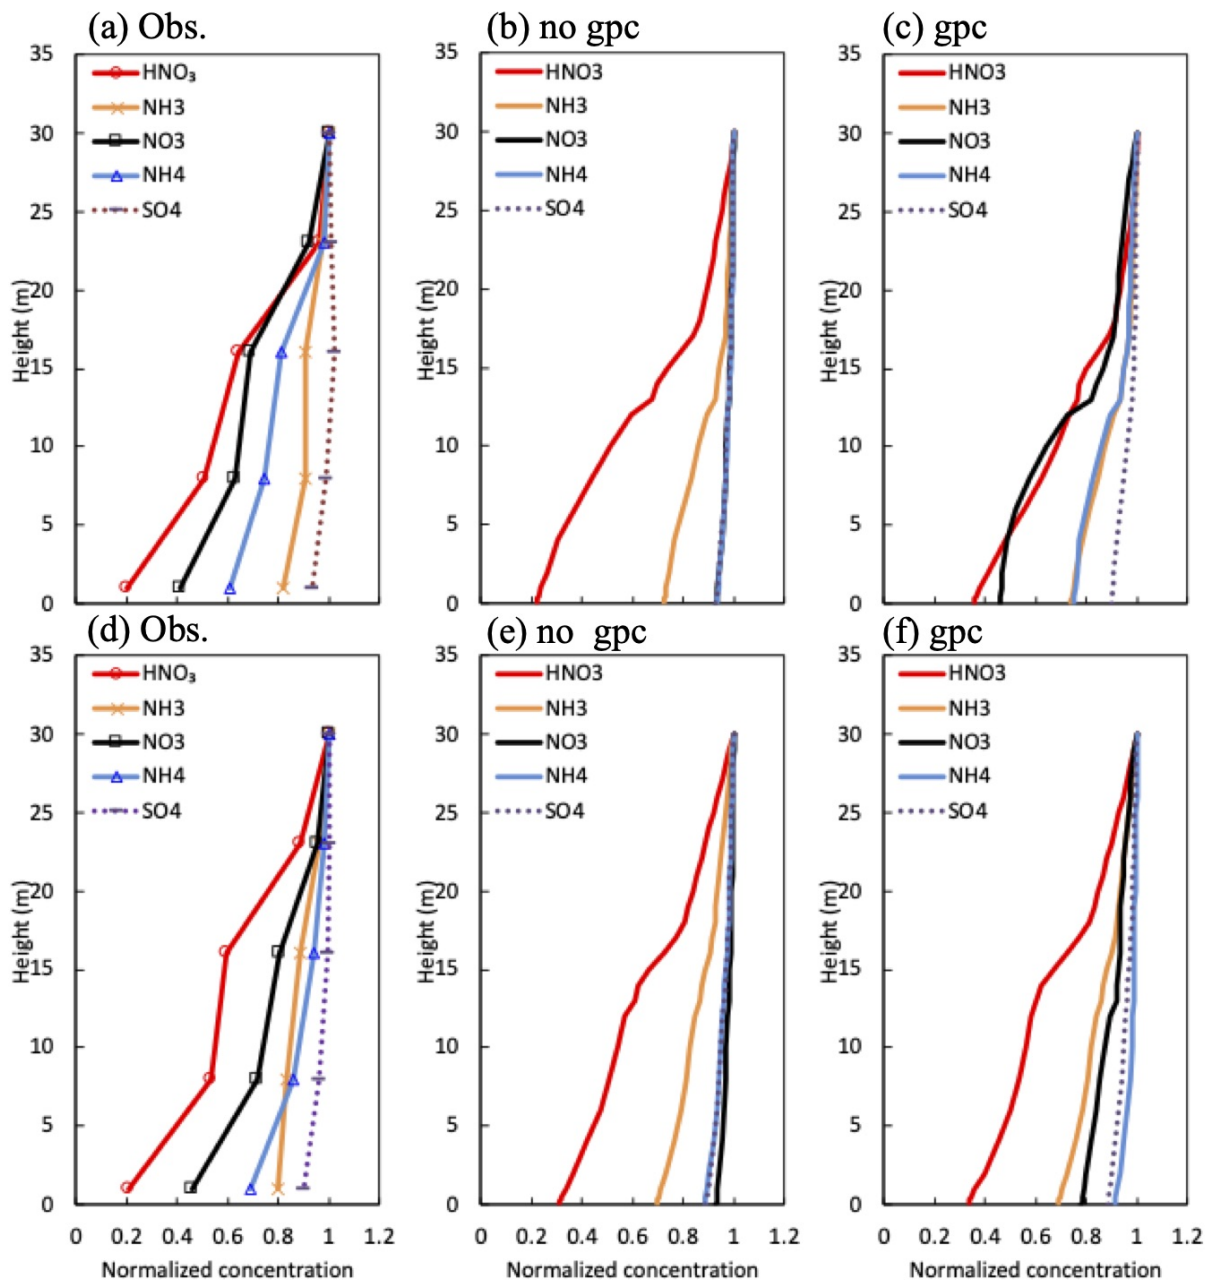 (a) Obs.
(b) no gpc
(c) gpc
35
30
25
20
15
10
5
0
Height (m)
HNO₃
NH3
NO3
NH4
SO4
35
30
25
20
15
10
5
0
Height (m)
HNO3
NH3
NO3
NH4
SO4
35
30
25
20
15
10
5
0
Height (m)
HNO3
NH3
NO3
NH4
SO4
(d) Obs.
(e) no gpc
(f) gpc
35
30
25
20
15
10
5
0
Height (m)
HNO₃
NH3
NO3
NH4
SO4
0 0.2 0.4 0.6 0.8 1 1.2
Normalized concentration
35
30
25
20
15
10
5
0
Height (m)
HNO3
NH3
NO3
NH4
SO4
0 0.2 0.4 0.6 0.8 1 1.2
Normalized concentration
35
30
25
20
15
10
5
0
Height (m)
HNO3
NH3
NO3
NH4
SO4
0 0.2 0.4 0.6 0.8 1 1.2
Normalized concentration